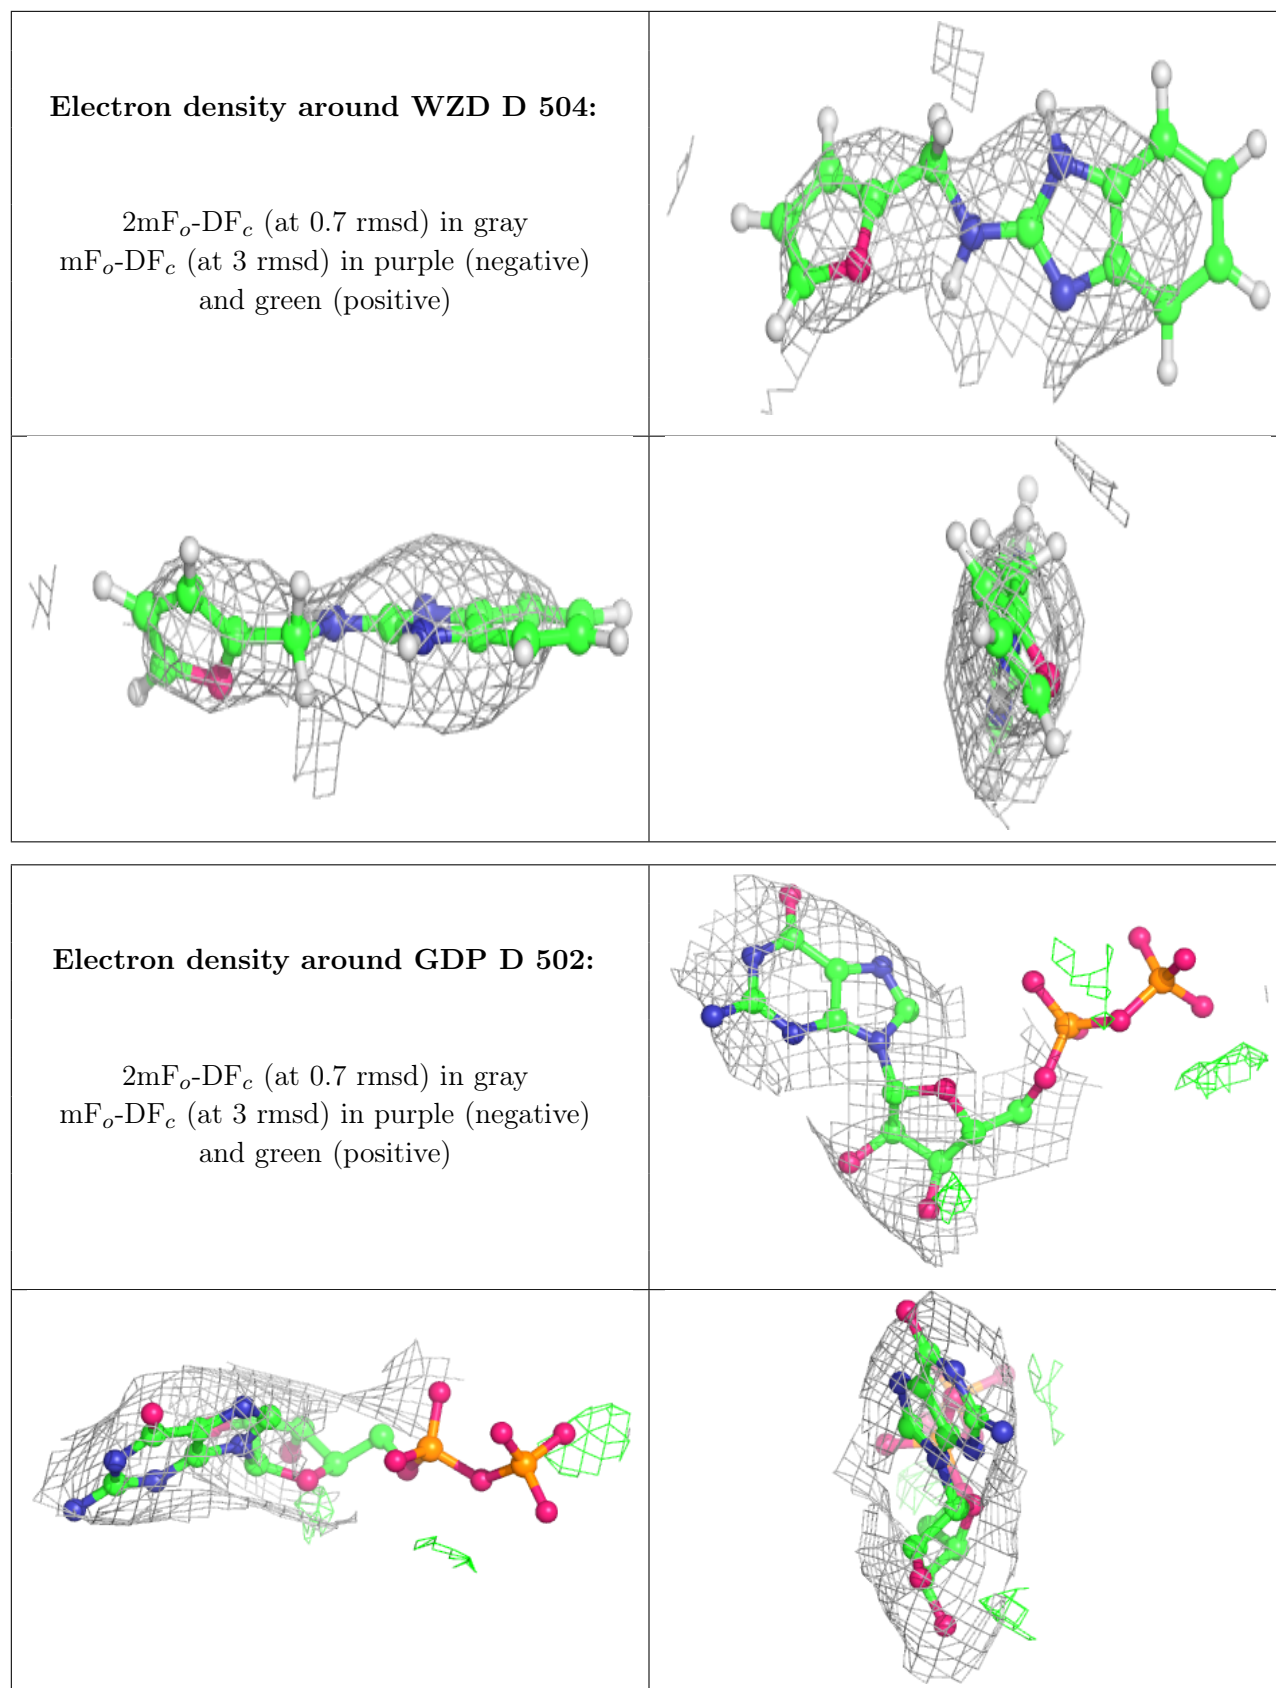 Electron density around WZD D 504:
2mFo-DFc (at 0.7 rmsd) in gray
mFo-DFc (at 3 rmsd) in purple (negative)
and green (positive)
Electron density around GDP D 502:
2mFo-DFc (at 0.7 rmsd) in gray
mFo-DFc (at 3 rmsd) in purple (negative)
and green (positive)